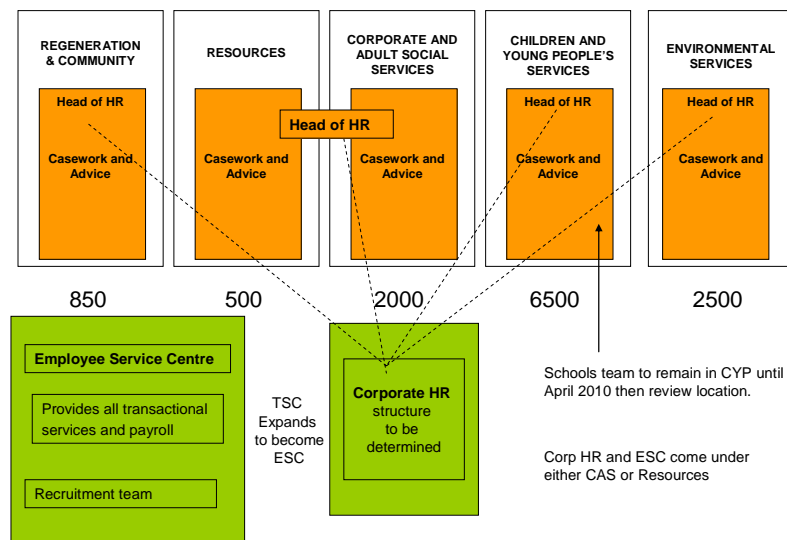 REGENERATION
& COMMUNITY
RESOURCES
CORPORATE AND
ADULT SOCIAL
SERVICES
CHILDREN AND
YOUNG PEOPLE'S
SERVICES
ENVIRONMENTAL
SERVICES
Head of HR
Casework and
Advice
Casework and
Advice
Head of HR
Casework and
Advice
Head of HR
Casework and
Advice
Head of HR
Casework and
Advice
850
500
2000
6500
2500
Employee Service Centre
Provides all transactional
services and payroll
Recruitment team
TSC
Expands
to become
ESC
Corporate HR
structure
to be
determined
Schools team to remain in CYP until
April 2010 then review location.
Corp HR and ESC come under
either CAS or Resources